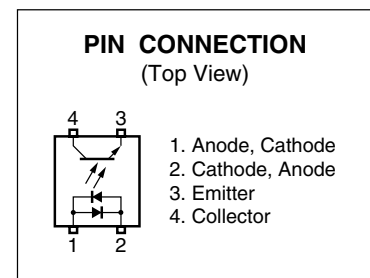 PIN CONNECTION
(Top View)
4 3
1. Anode, Cathode
2. Cathode, Anode
3. Emitter
4. Collector
1 2